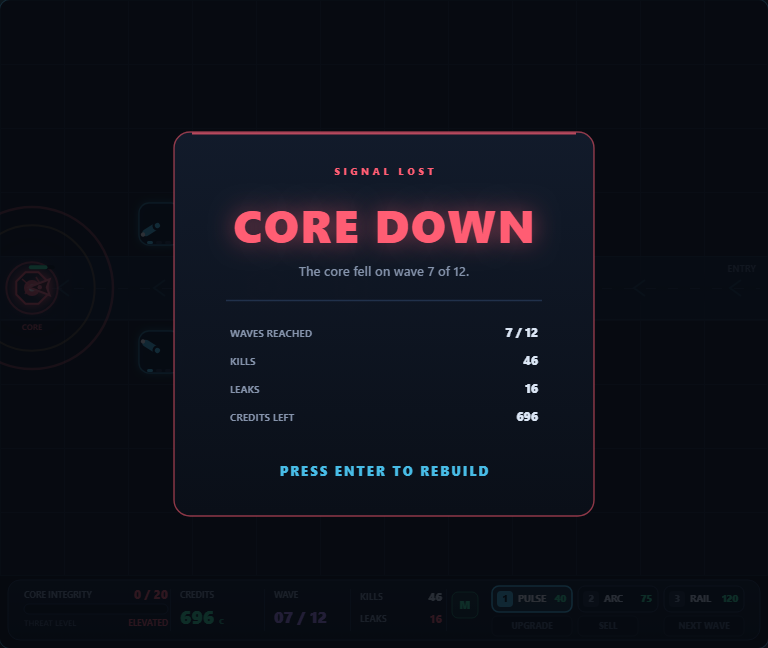 SIGNAL LOST
CORE DOWN
The core fell on wave 7 of 12.
ENTRY
CORE
WAVES REACHED 7 / 12
KILLS 46
LEAKS 16
CREDITS LEFT 696
PRESS ENTER TO REBUILD
CORE INTEGRITY 0 / 20 CREDITS WAVE KILLS 46 M 1 PULSE 40 2 ARC 75 3 RAIL 120
THREAT LEVEL ELEVATED 696 c 07 / 12 LEAKS 16 UPGRADE SELL NEXT WAVE